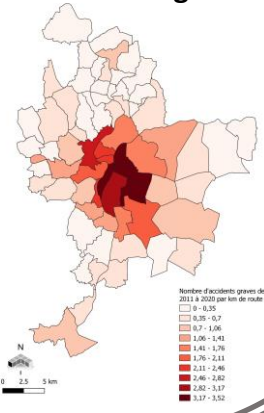 Nombre d'accidents graves de
2011 à 2020 par km de route
0 - 0,35
0,35 - 0,7
0,7 - 1,06
1,06 - 1,41
1,41 - 1,76
1,76 - 2,11
2,11 - 2,46
2,46 - 2,82
2,82 - 3,17
3,17 - 3,52
N
0 2.5 5 km